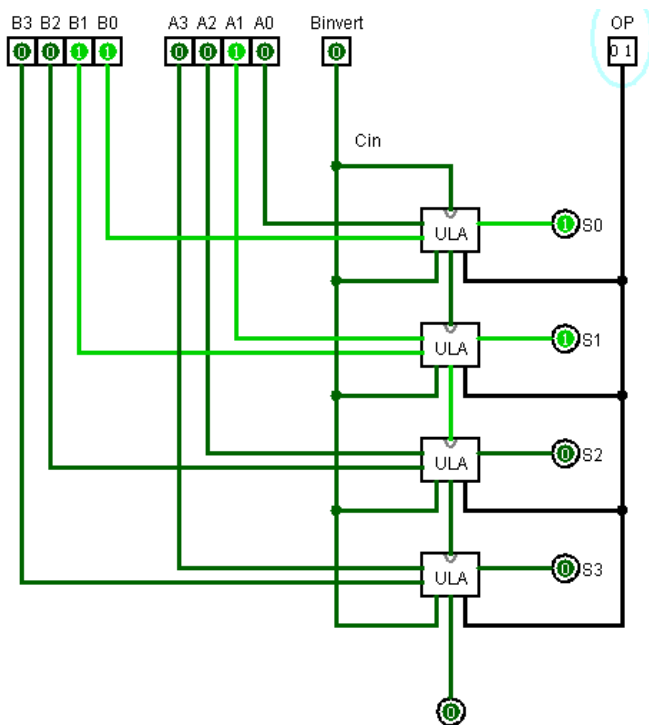 B3 B2 B1 B0 A3 A2 A1 A0 Binvert OP
0 0 1 1 0 0 1 0 0 0 1
Cin
ULA 1 S0
ULA 1 S1
ULA 0 S2
ULA 0 S3
0